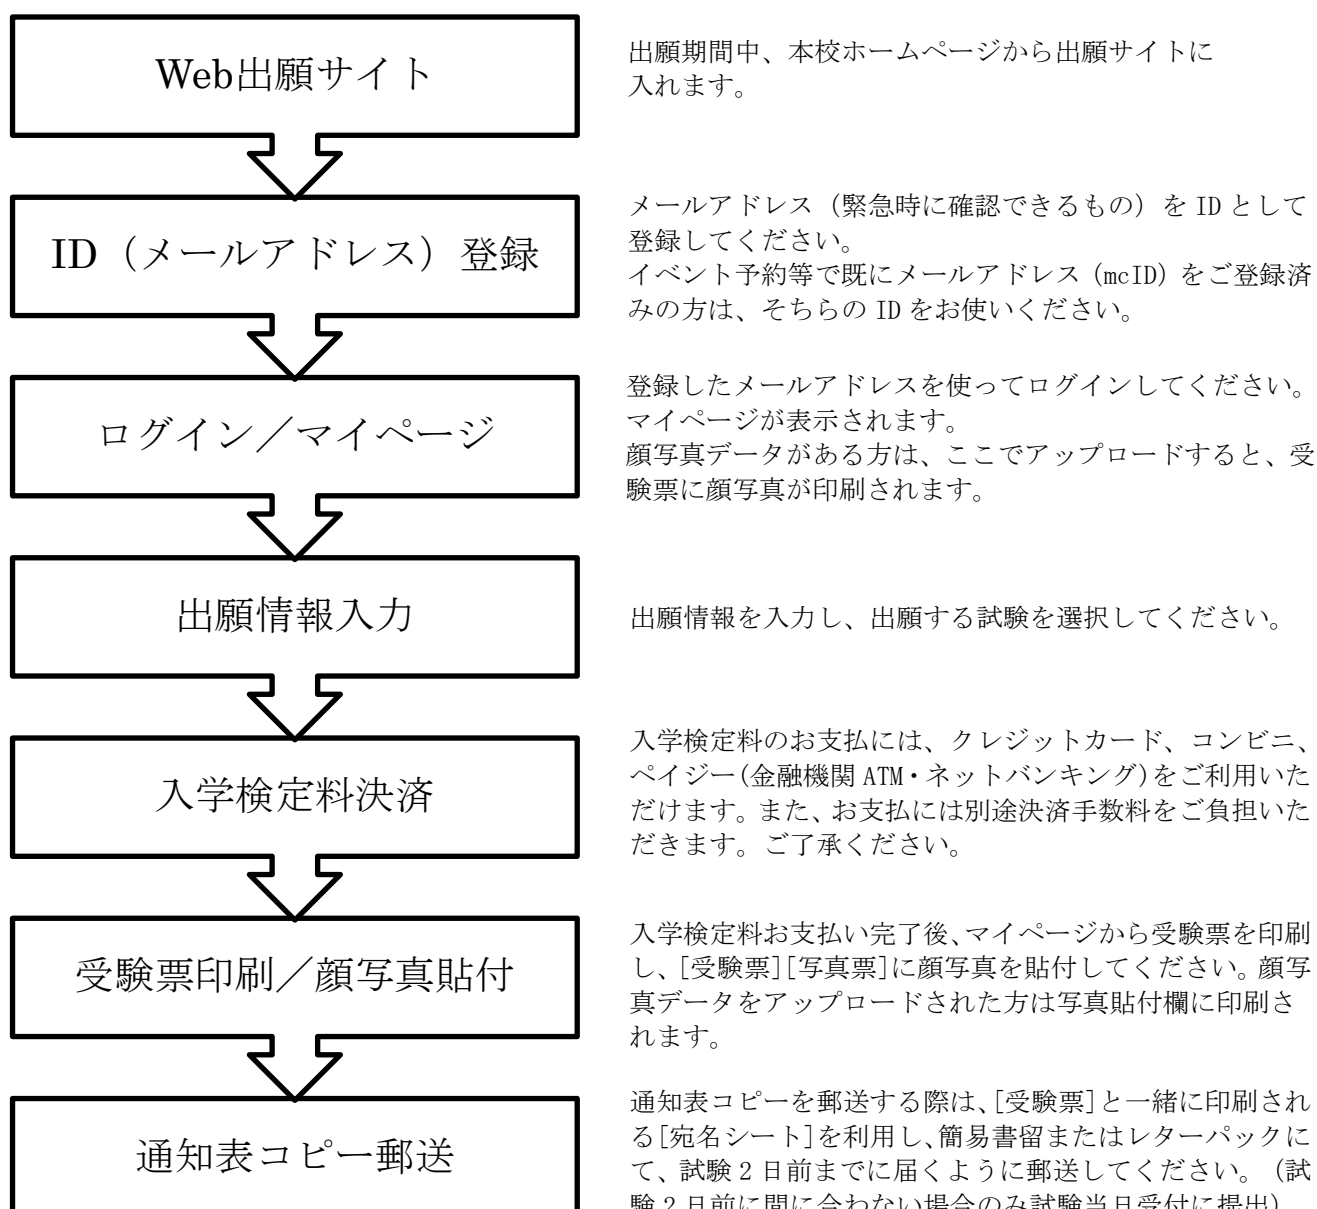 Web出願サイト
出願期間中、本校ホームページから出願サイトに
入れます。
ID（メールアドレス）登録
メールアドレス（緊急時に確認できるもの）を ID として
登録してください。
イベント予約等で既にメールアドレス（mcID）をご登録済
みの方は、そちらの ID をお使いください。
ログイン／マイページ
登録したメールアドレスを使ってログインしてください。
マイページが表示されます。
顔写真データがある方は、ここでアップロードすると、受
験票に顔写真が印刷されます。
出願情報入力
出願情報を入力し、出願する試験を選択してください。
入学検定料決済
入学検定料のお支払には、クレジットカード、コンビニ、
ペイジー(金融機関 ATM・ネットバンキング)をご利用いた
だけます。また、お支払には別途決済手数料をご負担いた
だきます。ご了承ください。
受験票印刷／顔写真貼付
入学検定料お支払い完了後、マイページから受験票を印刷
し、[受験票][写真票]に顔写真を貼付してください。顔写
真データをアップロードされた方は写真貼付欄に印刷さ
れます。
通知表コピー郵送
通知表コピーを郵送する際は、[受験票]と一緒に印刷され
る[宛名シート]を利用し、簡易書留またはレターパックに
て、試験 2 日前までに届くように郵送してください。（試
験 2 日前に間に合わない場合のみ試験当日受付に提出）